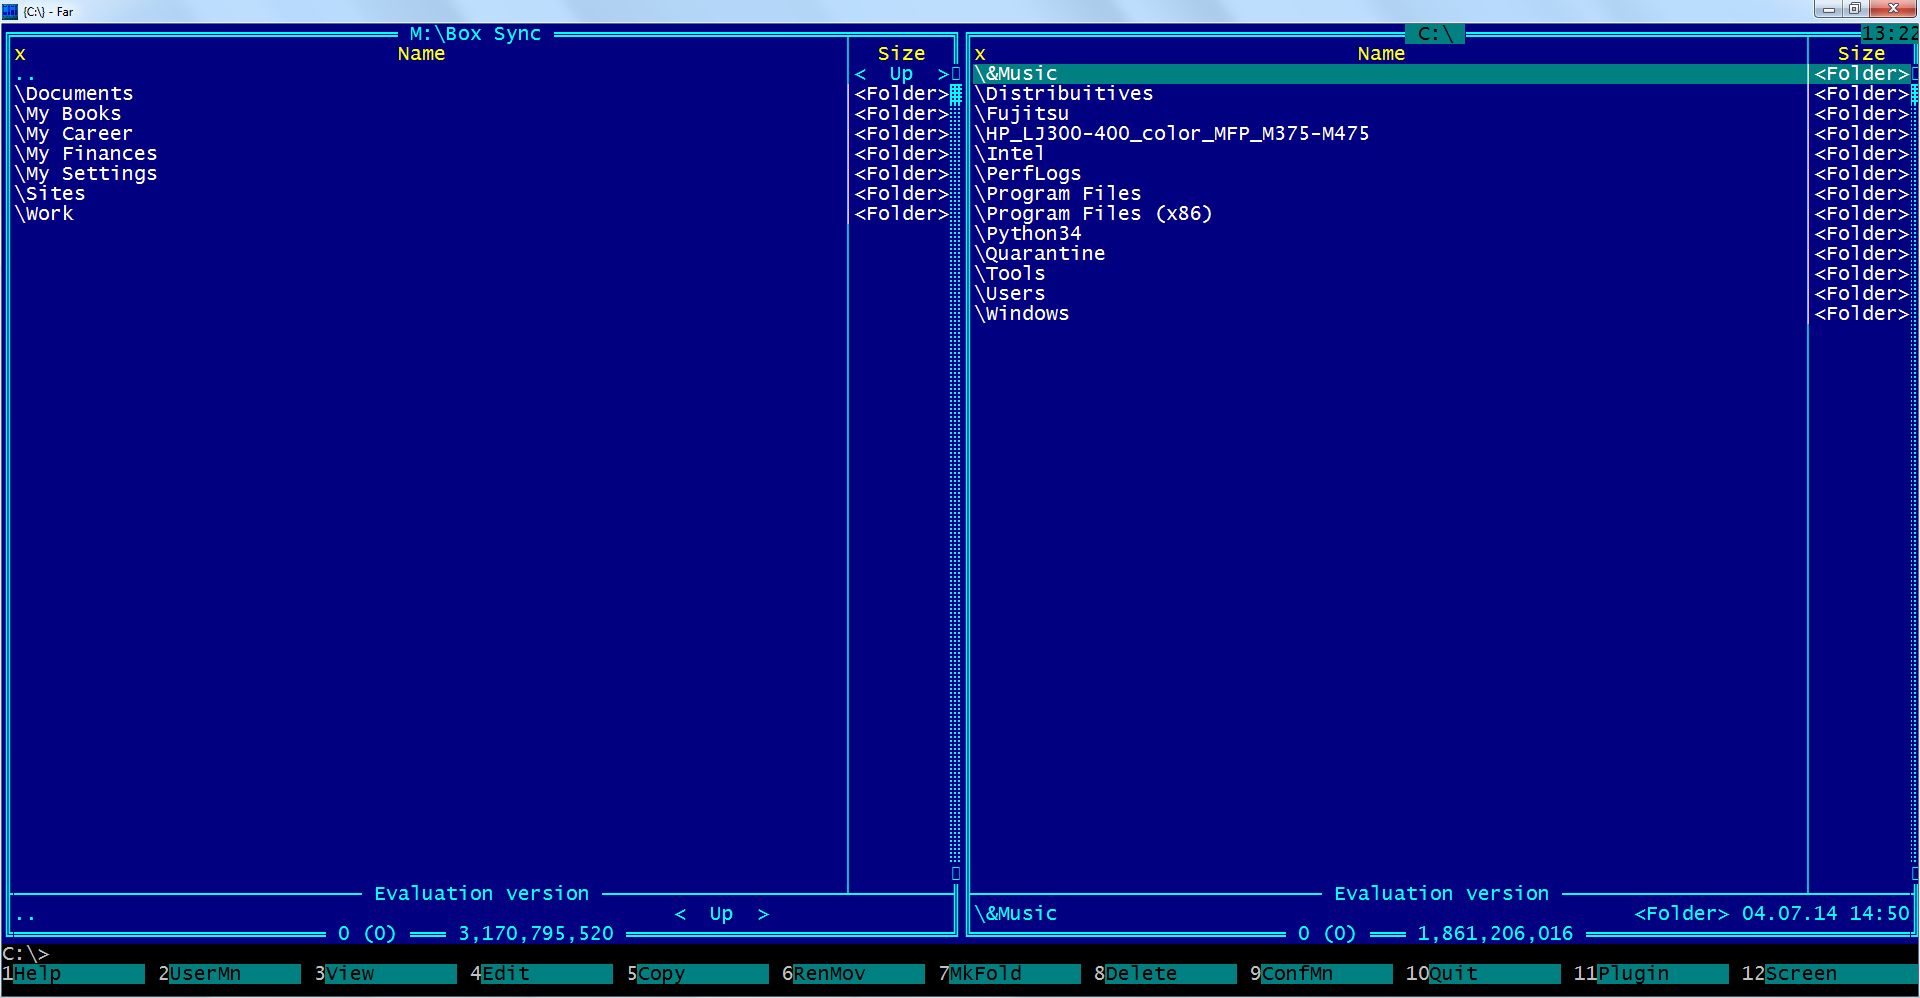 {C:\} - Far
M:\Box Sync
x Name Size
.. < Up >
\Documents <Folder>
\My Books <Folder>
\My Career <Folder>
\My Finances <Folder>
\My Settings <Folder>
\Sites <Folder>
\Work <Folder>
Evaluation version
.. < Up >
0 (0) 3,170,795,520
C:\ 13:22
x Name Size
\&Music <Folder>
\Distribuitives <Folder>
\Fujitsu <Folder>
\HP_LJ300-400_color_MFP_M375-M475 <Folder>
\Intel <Folder>
\PerfLogs <Folder>
\Program Files <Folder>
\Program Files (x86) <Folder>
\Python34 <Folder>
\Quarantine <Folder>
\Tools <Folder>
\Users <Folder>
\Windows <Folder>
Evaluation version
\&Music <Folder> 04.07.14 14:50
0 (0) 1,861,206,016
C:\>
1Help 2UserMn 3View 4Edit 5Copy 6RenMov 7MkFold 8Delete 9ConfMn 10Quit 11Plugin 12Screen